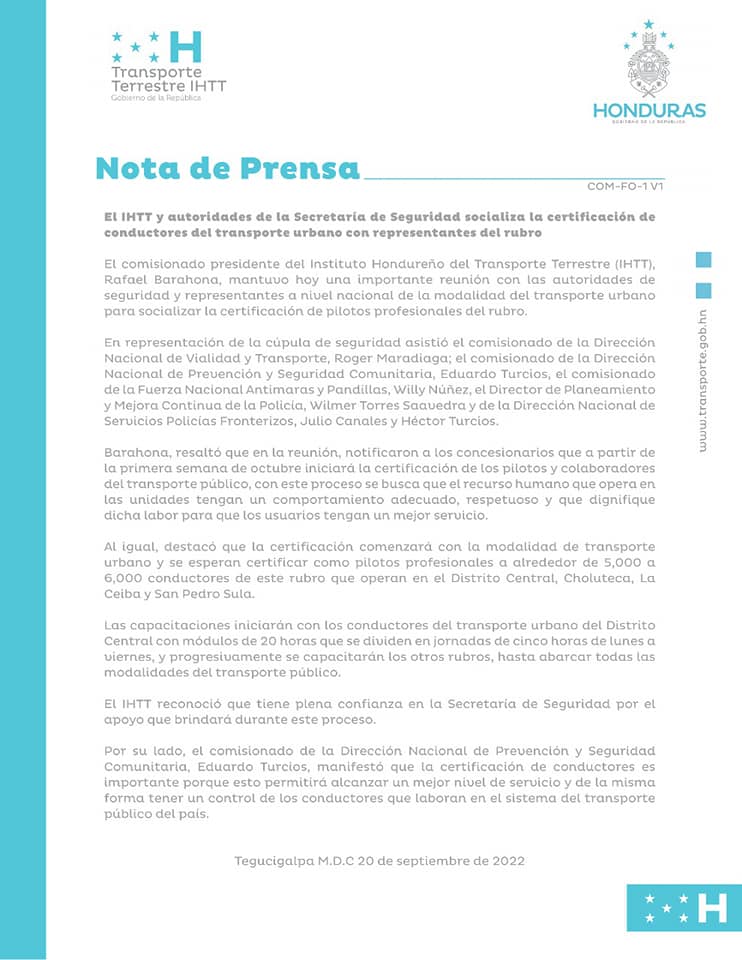 H
Transporte
Terrestre IHTT
Gobierno de la República
HONDURAS
GOBIERNO DE LA REPÚBLICA
Nota de Prensa
COM-FO-1 V1
El IHTT y autoridades de la Secretaría de Seguridad socializa la certificación de
conductores del transporte urbano con representantes del rubro
El comisionado presidente del Instituto Hondureño del Transporte Terrestre (IHTT),
Rafael Barahona, mantuvo hoy una importante reunión con las autoridades de
seguridad y representantes a nivel nacional de la modalidad del transporte urbano
para socializar la certificación de pilotos profesionales del rubro.
En representación de la cúpula de seguridad asistió el comisionado de la Dirección
Nacional de Vialidad y Transporte, Roger Maradiaga; el comisionado de la Dirección
Nacional de Prevención y Seguridad Comunitaria, Eduardo Turcios, el comisionado
de la Fuerza Nacional Antimaras y Pandillas, Willy Núñez, el Director de Planeamiento
y Mejora Continua de la Policía, Wilmer Torres Saavedra y de la Dirección Nacional de
Servicios Policías Fronterizos, Julio Canales y Héctor Turcios.
Barahona, resaltó que en la reunión, notificaron a los concesionarios que a partir de
la primera semana de octubre iniciará la certificación de los pilotos y colaboradores
del transporte público, con este proceso se busca que el recurso humano que opera en
las unidades tengan un comportamiento adecuado, respetuoso y que dignifique
dicha labor para que los usuarios tengan un mejor servicio.
Al igual, destacó que la certificación comenzará con la modalidad de transporte
urbano y se esperan certificar como pilotos profesionales a alrededor de 5,000 a
6,000 conductores de este rubro que operan en el Distrito Central, Choluteca, La
Ceiba y San Pedro Sula.
Las capacitaciones iniciarán con los conductores del transporte urbano del Distrito
Central con módulos de 20 horas que se dividen en jornadas de cinco horas de lunes a
viernes, y progresivamente se capacitarán los otros rubros, hasta abarcar todas las
modalidades del transporte público.
El IHTT reconoció que tiene plena confianza en la Secretaría de Seguridad por el
apoyo que brindará durante este proceso.
Por su lado, el comisionado de la Dirección Nacional de Prevención y Seguridad
Comunitaria, Eduardo Turcios, manifestó que la certificación de conductores es
importante porque esto permitirá alcanzar un mejor nivel de servicio y de la misma
forma tener un control de los conductores que laboran en el sistema del transporte
público del país.
Tegucigalpa M.D.C 20 de septiembre de 2022
www.transporte.gob.hn
H